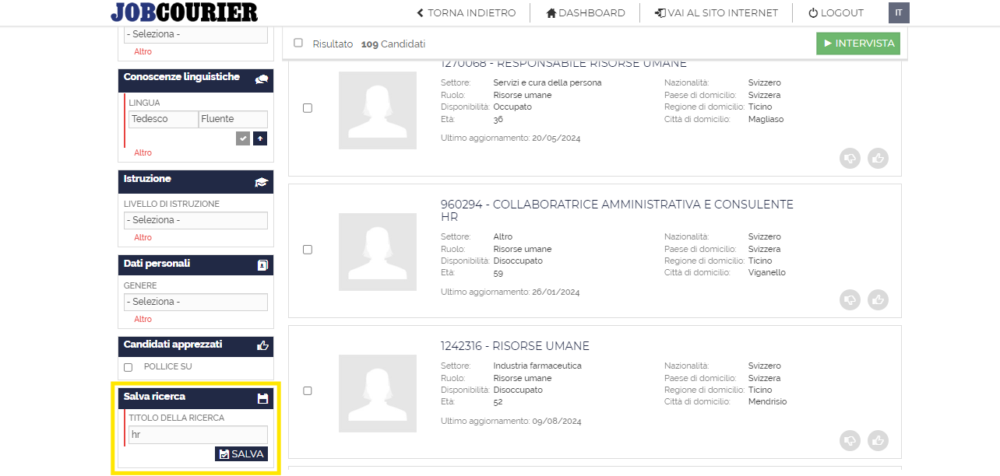 JOBCOURIER
TORNA INDIETRO
DASHBOARD
VAI AL SITO INTERNET
LOGOUT
IT
- Seleziona -
Altro
Conoscenze linguistiche
LINGUA
Tedesco
Fluente
Altro
Istruzione
LIVELLO DI ISTRUZIONE
- Seleziona -
Altro
Dati personali
GENERE
- Seleziona -
Altro
Candidati apprezzati
POLLICE SU
Salva ricerca
TITOLO DELLA RICERCA
hr
SALVA
Risultato 109 Candidati
INTERVISTA
1270068 - RESPONSABILE RISORSE UMANE
Settore: Servizi e cura della persona
Ruolo: Risorse umane
Disponibilità: Occupato
Età: 36
Nazionalità: Svizzero
Paese di domicilio: Svizzera
Regione di domicilio: Ticino
Città di domicilio: Magliaso
Ultimo aggiornamento: 20/05/2024
960294 - COLLABORATRICE AMMINISTRATIVA E CONSULENTE
HR
Settore: Altro
Ruolo: Risorse umane
Disponibilità: Disoccupato
Età: 59
Nazionalità: Svizzero
Paese di domicilio: Svizzera
Regione di domicilio: Ticino
Città di domicilio: Viganello
Ultimo aggiornamento: 26/01/2024
1242316 - RISORSE UMANE
Settore: Industria farmaceutica
Ruolo: Risorse umane
Disponibilità: Disoccupato
Età: 52
Nazionalità: Svizzero
Paese di domicilio: Svizzera
Regione di domicilio: Ticino
Città di domicilio: Mendrisio
Ultimo aggiornamento: 09/08/2024